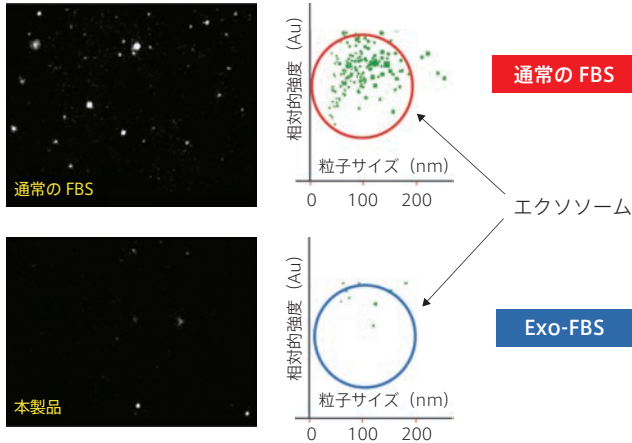 通常の FBS
相対的強度（Au）
粒子サイズ（nm）
0 100 200
通常の FBS
エクソソーム
本製品
相対的強度（Au）
粒子サイズ（nm）
0 100 200
Exo-FBS